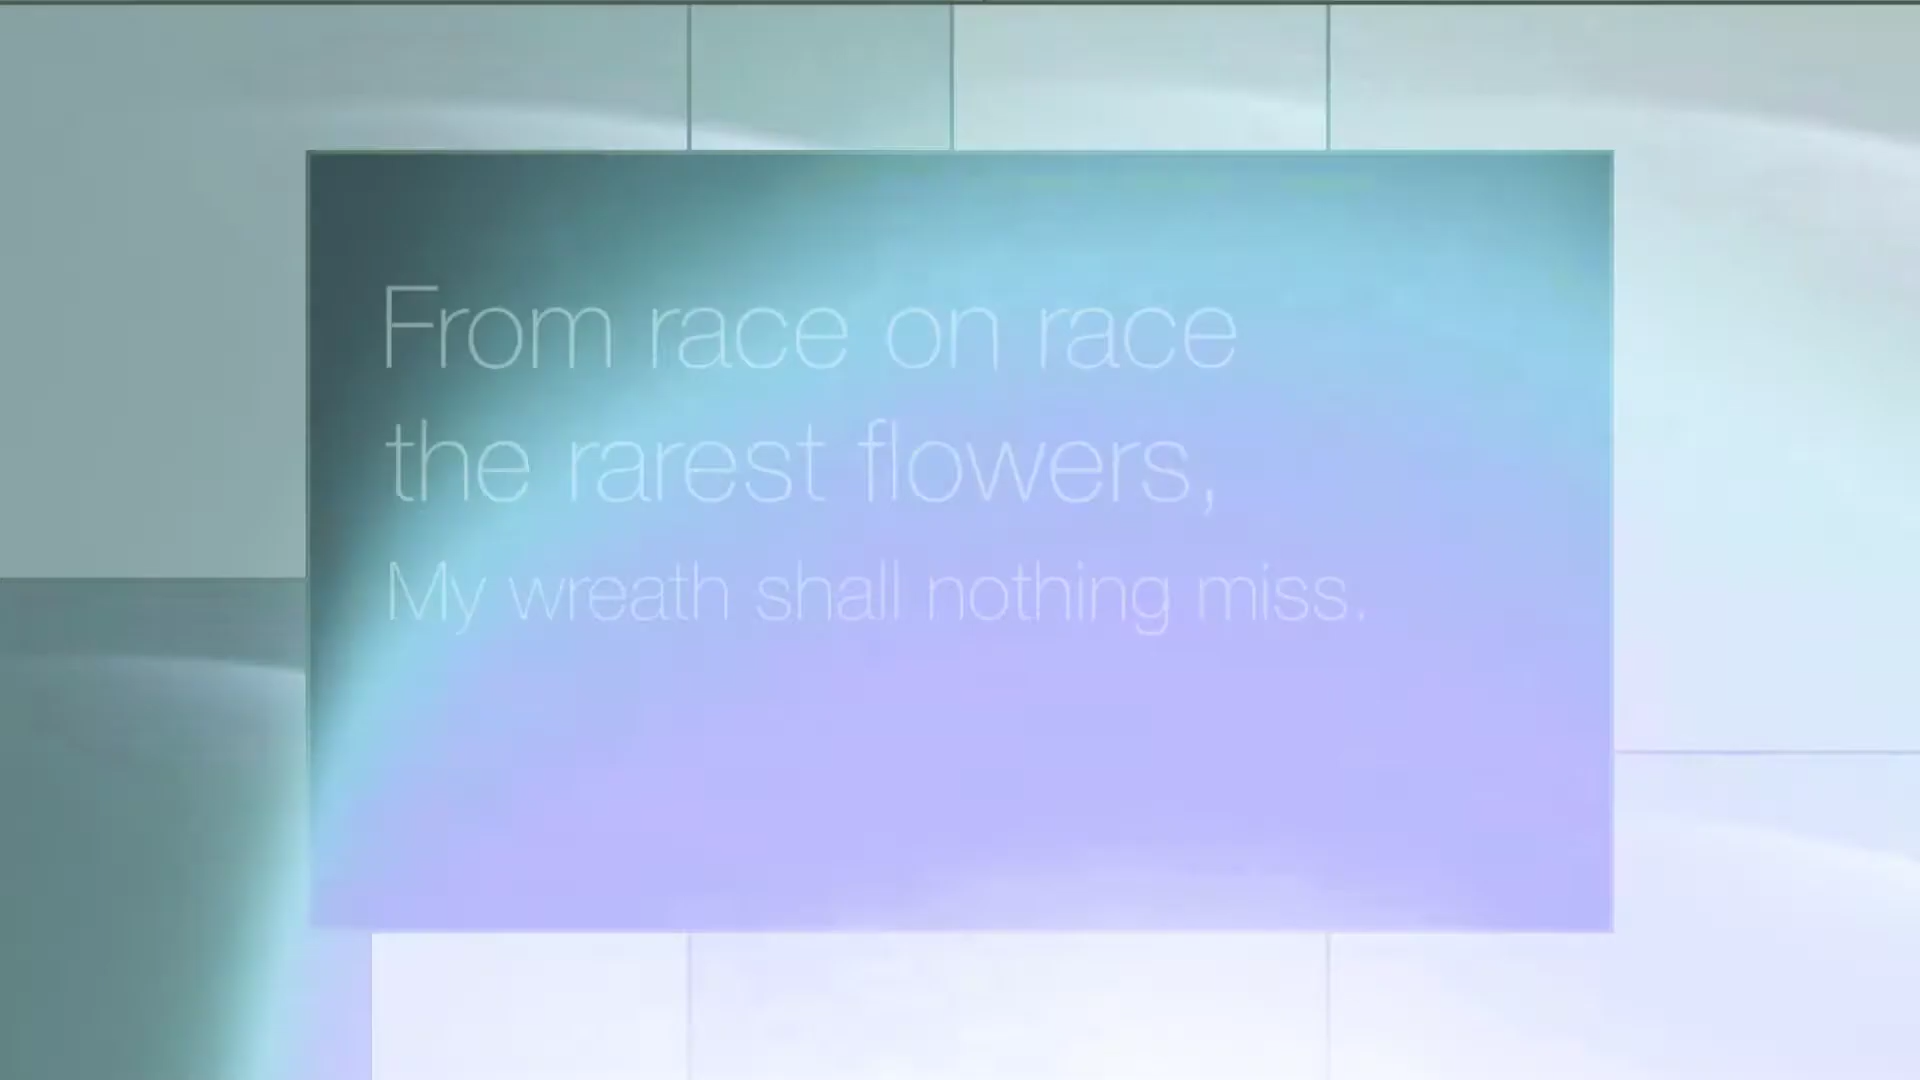 From race on race
the rarest flowers,
My wreath shall nothing miss.